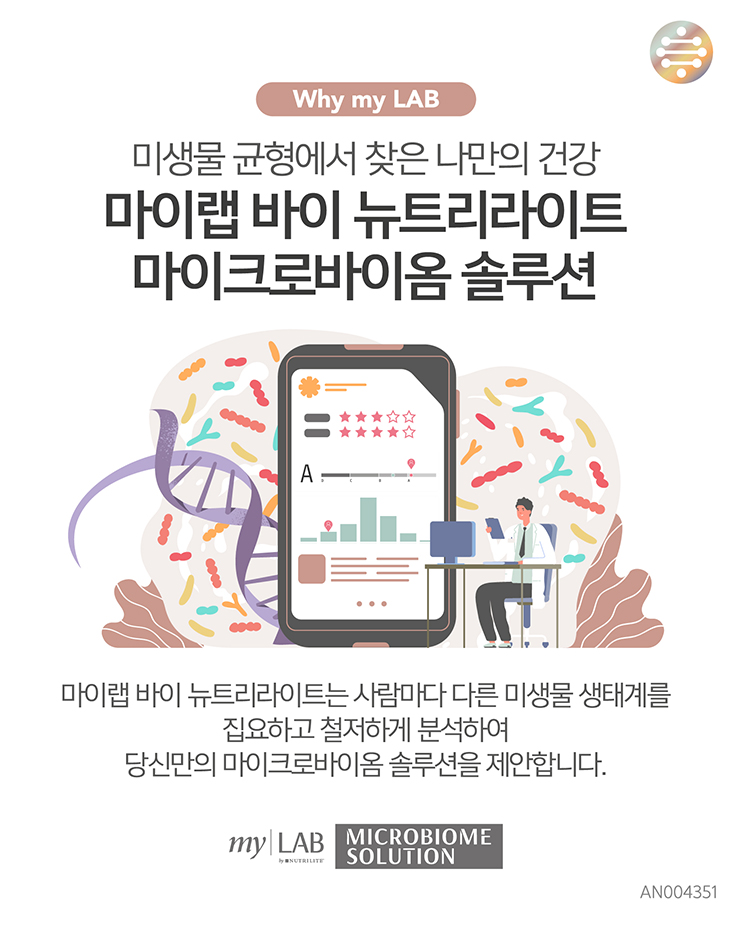 Why my LAB
미생물 균형에서 찾은 나만의 건강
마이랩 바이 뉴트리라이트
마이크로바이옴 솔루션
A
D C B A
마이랩 바이 뉴트리라이트는 사람마다 다른 미생물 생태계를
집요하고 철저하게 분석하여
당신만의 마이크로바이옴 솔루션을 제안합니다.
my LAB
by NUTRILITE
MICROBIOME
SOLUTION
AN004351